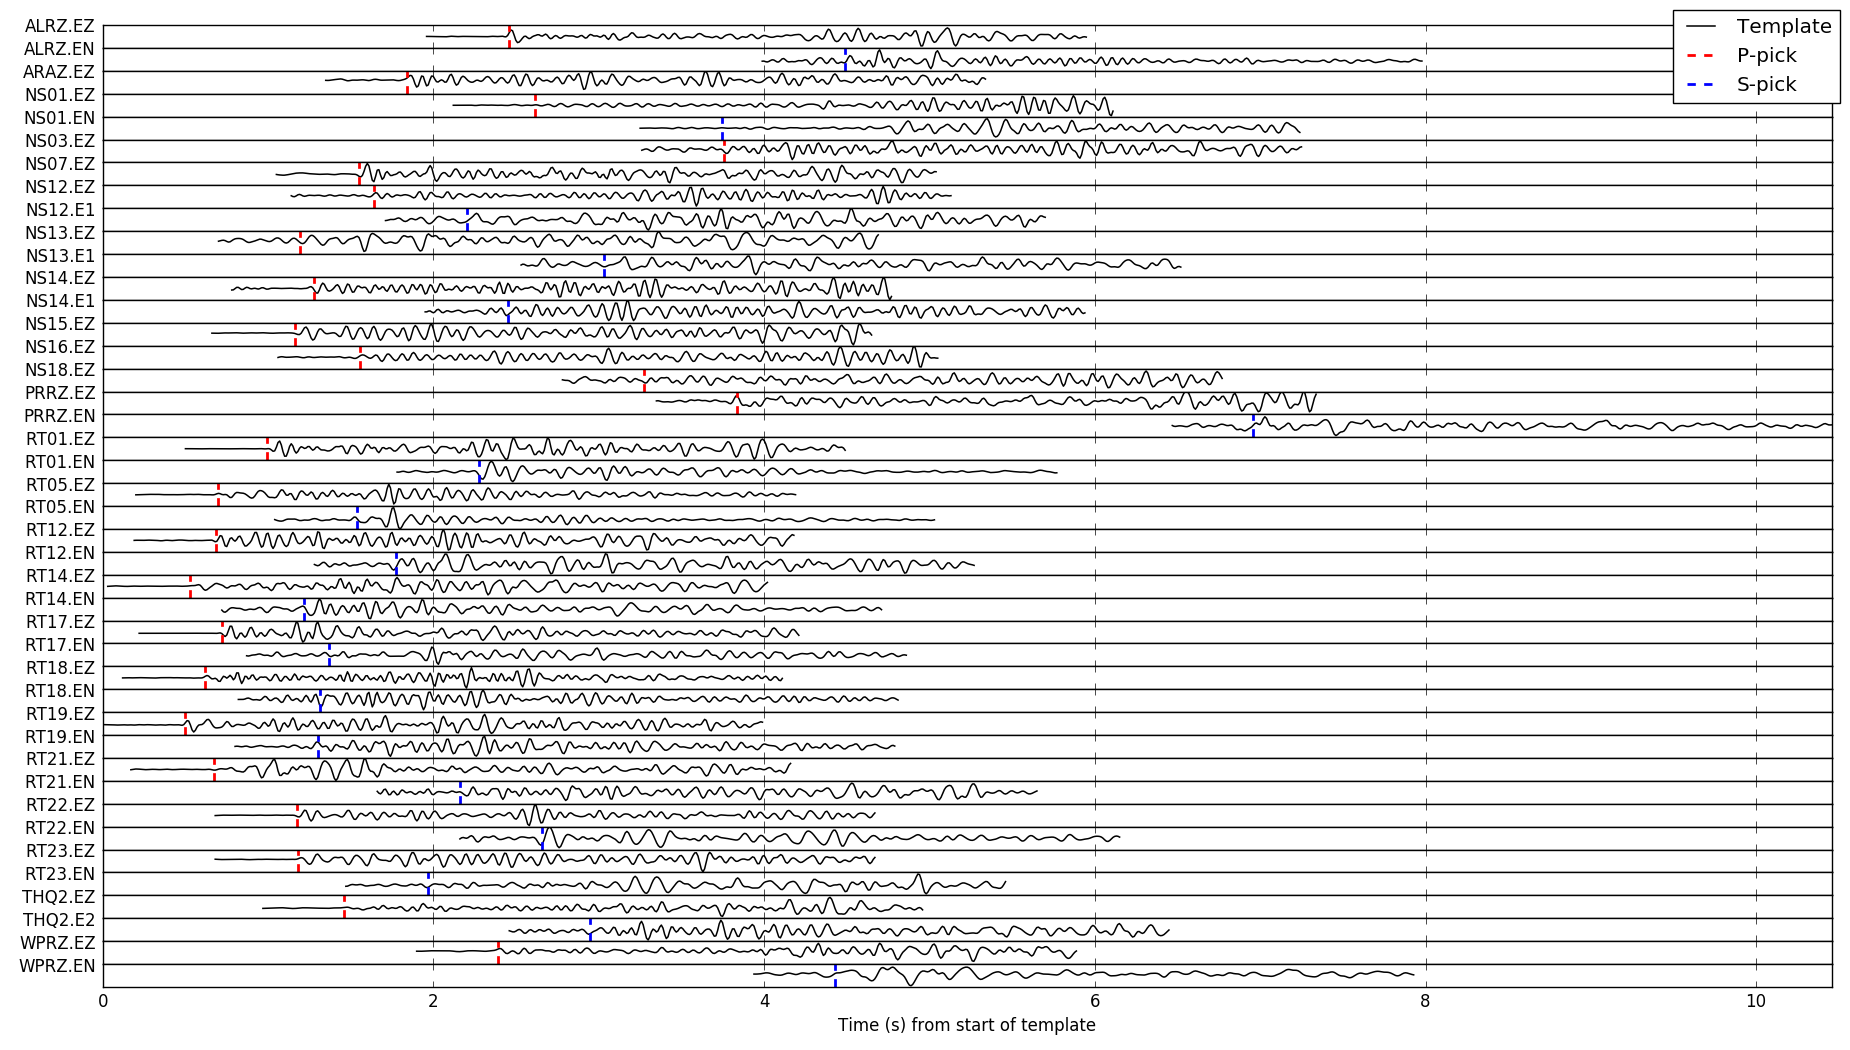 ALRZ.EZ
ALRZ.EN
ARAZ.EZ
NS01.EZ
NS01.EN
NS03.EZ
NS07.EZ
NS12.EZ
NS12.E1
NS13.EZ
NS13.E1
NS14.EZ
NS14.E1
NS15.EZ
NS16.EZ
NS18.EZ
PRRZ.EZ
PRRZ.EN
RT01.EZ
RT01.EN
RT05.EZ
RT05.EN
RT12.EZ
RT12.EN
RT14.EZ
RT14.EN
RT17.EZ
RT17.EN
RT18.EZ
RT18.EN
RT19.EZ
RT19.EN
RT21.EZ
RT21.EN
RT22.EZ
RT22.EN
RT23.EZ
RT23.EN
THQ2.EZ
THQ2.E2
WPRZ.EZ
WPRZ.EN
Template
P-pick
S-pick
0 2 4 6 8 10
Time (s) from start of template